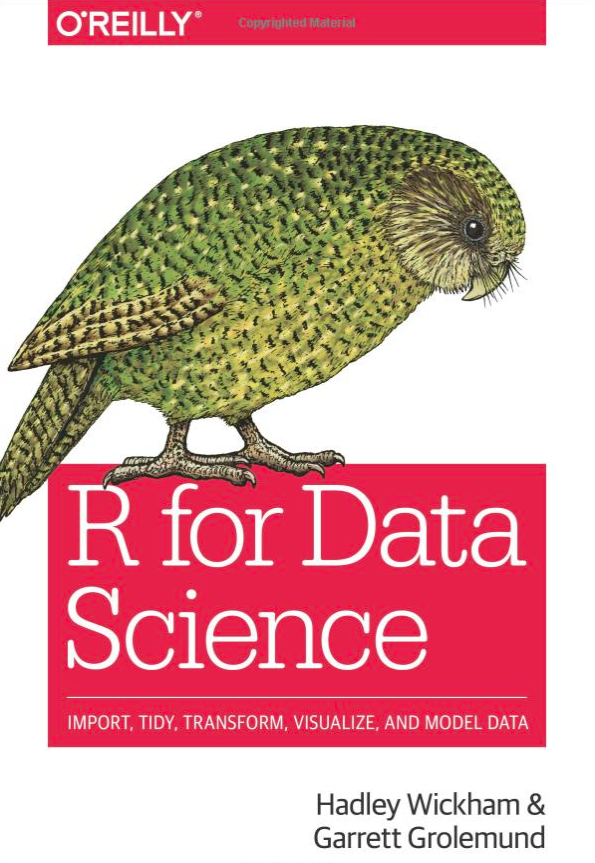 O'REILLY®
Copyrighted Material
R for Data
Science
IMPORT, TIDY, TRANSFORM, VISUALIZE, AND MODEL DATA
Hadley Wickham &
Garrett Grolemund